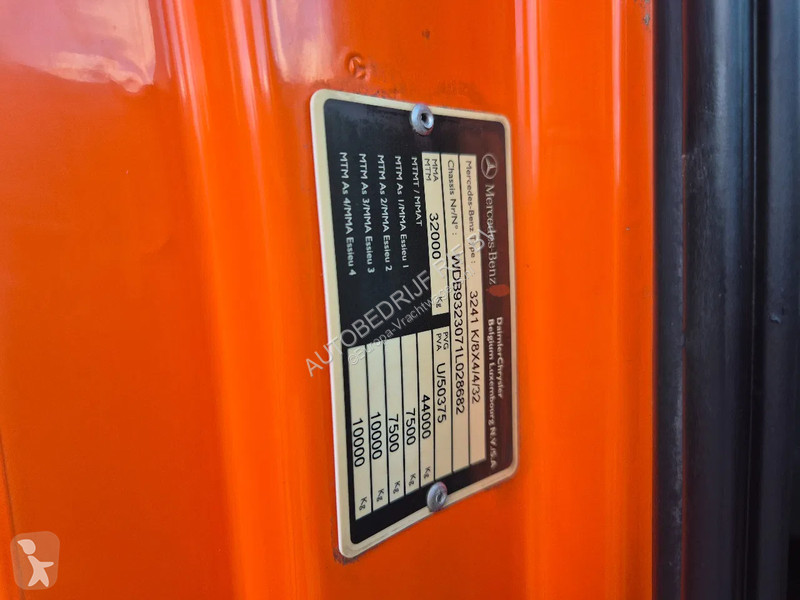 Mercedes-Benz
DaimlerChrysler
Belgium Luxembourg N.V./S.A
Mercedes-Benz Type : 3241 K/8X4/4/32
Chassis Nr/N° : WDB9323071L028682
MMA
MTM 32000 Kg PVG
PVA U/50375
MTMT / MMAT 44000 Kg
MTM As 1/MMA Essieu 1 7500 Kg
MTM As 2/MMA Essieu 2 7500 Kg
MTM As 3/MMA Essieu 3 10000 Kg
MTM As 4/MMA Essieu 4 10000 Kg
AUTOBEDRIJF